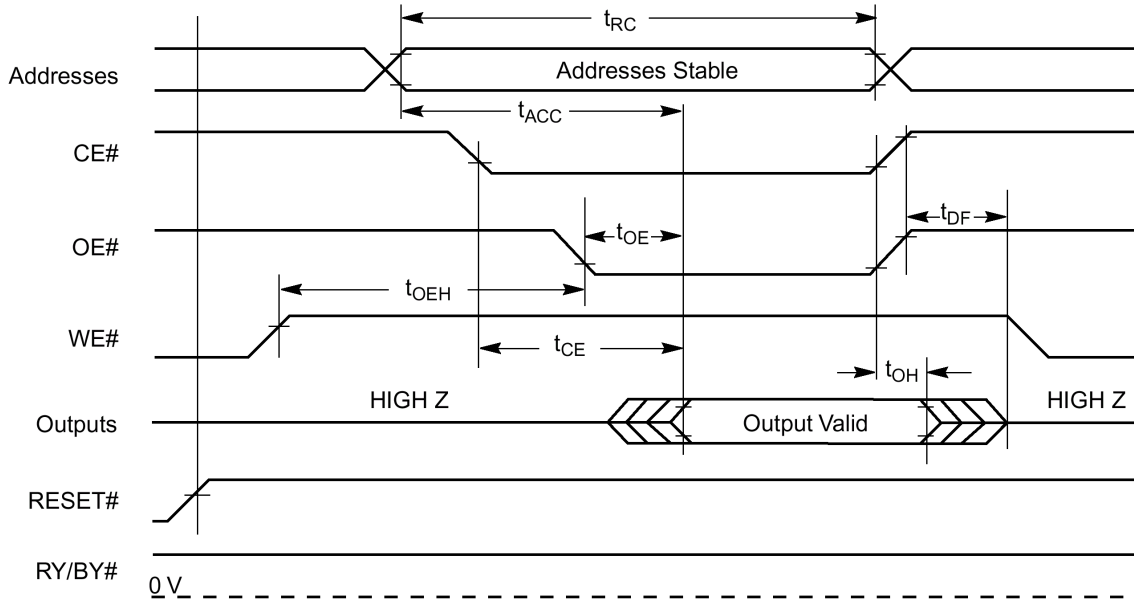 tRC
Addresses
Addresses Stable
tACC
CE#
tDF
OE#
tOE
tOEH
WE#
tCE
tOH
HIGH Z
HIGH Z
Outputs
Output Valid
RESET#
RY/BY#
0 V